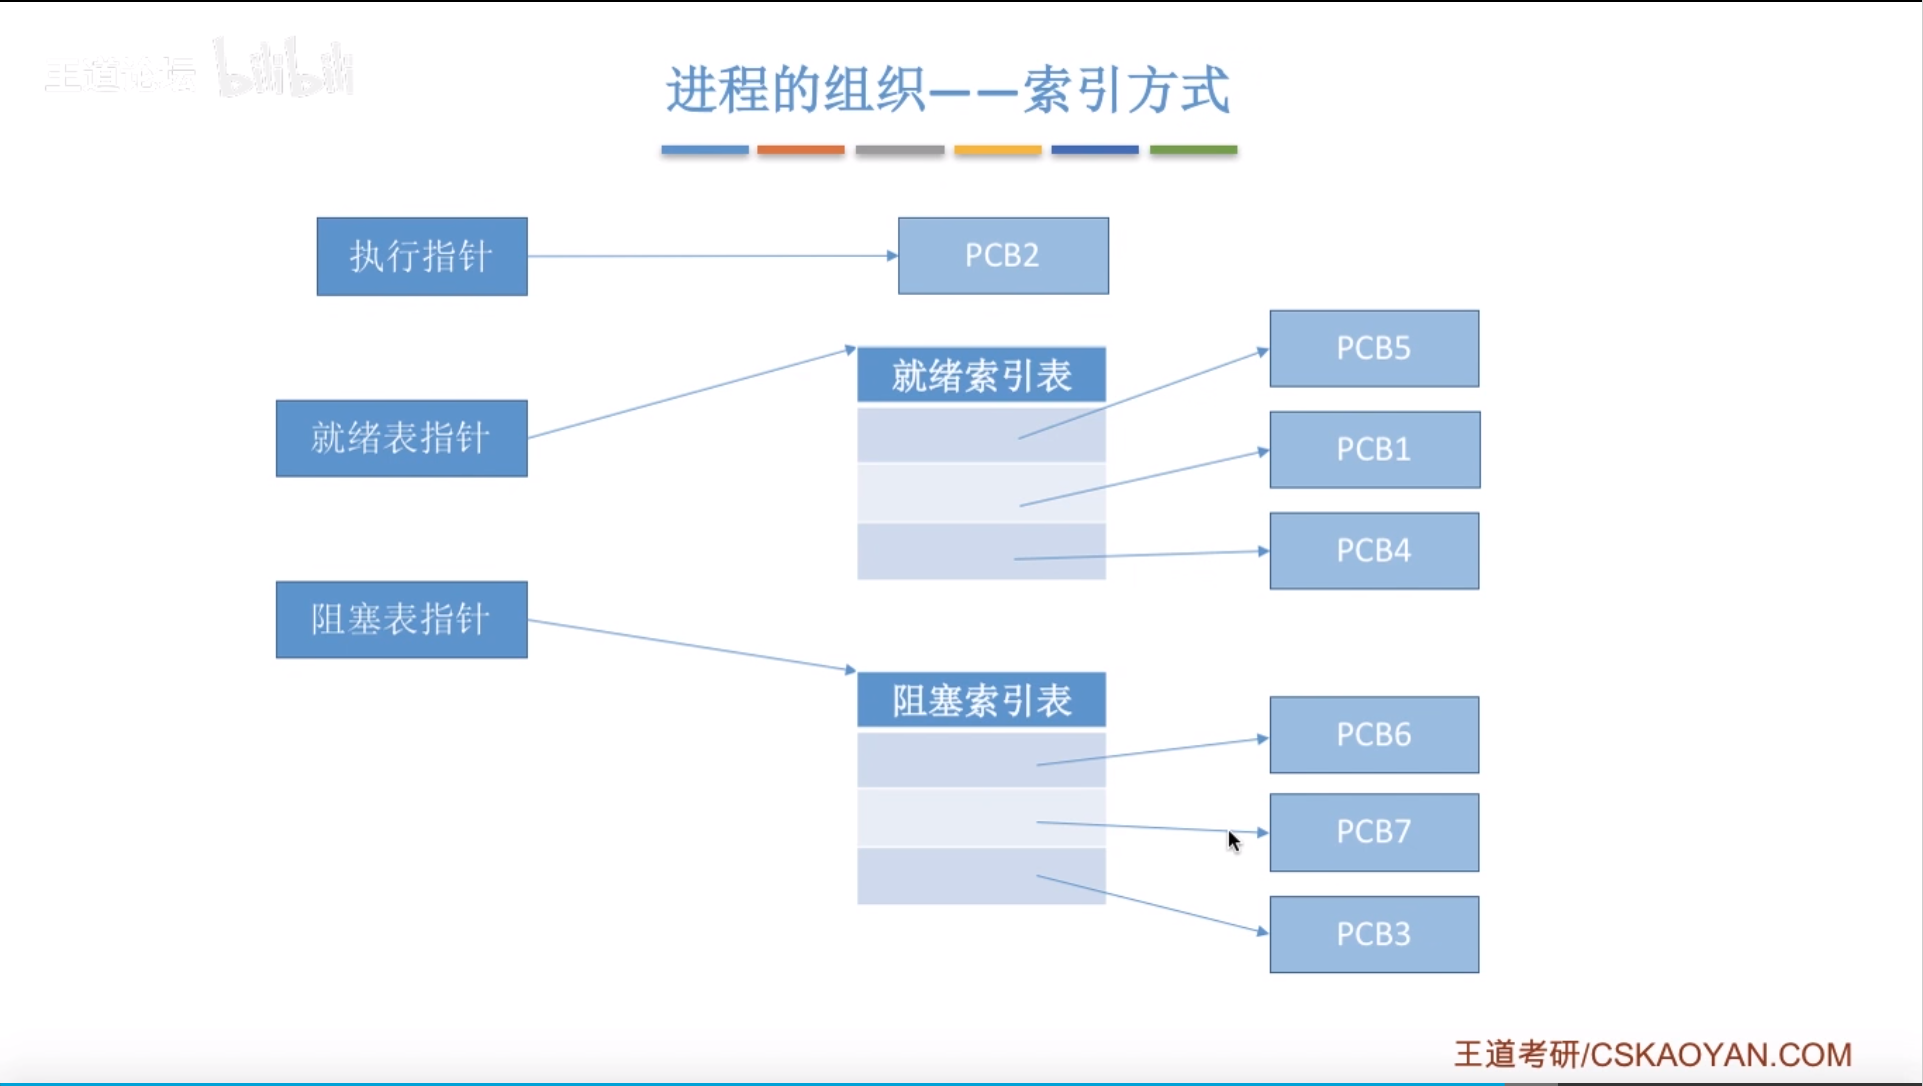 王道论坛 bilibili
进程的组织——索引方式
执行指针
PCB2
就绪表指针
就绪索引表
PCB5
PCB1
PCB4
阻塞表指针
阻塞索引表
PCB6
PCB7
PCB3
王道考研/CSKAOYAN.COM